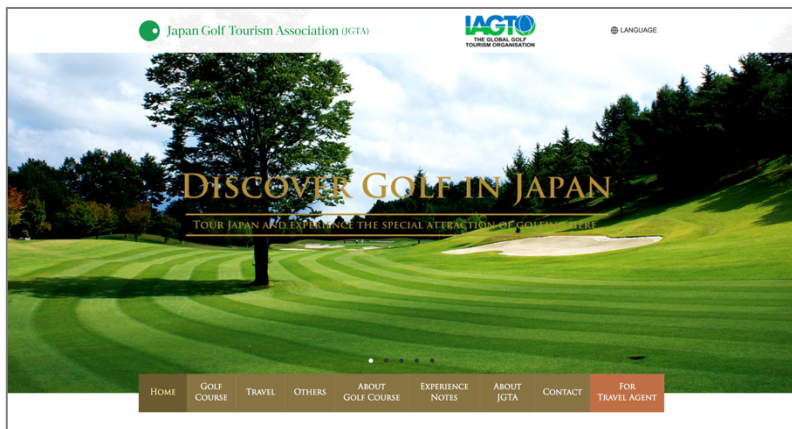 Japan Golf Tourism Association (JGTA)
IAGTO
THE GLOBAL GOLF
TOURISM ORGANISATION
LANGUAGE
DISCOVER GOLF IN JAPAN
TOUR JAPAN AND EXPERIENCE THE SPECIAL ATTRACTION OF GOLFING HERE
HOME
GOLF
COURSE
TRAVEL
OTHERS
ABOUT
GOLF COURSE
EXPERIENCE
NOTES
ABOUT
JGTA
CONTACT
FOR
TRAVEL AGENT